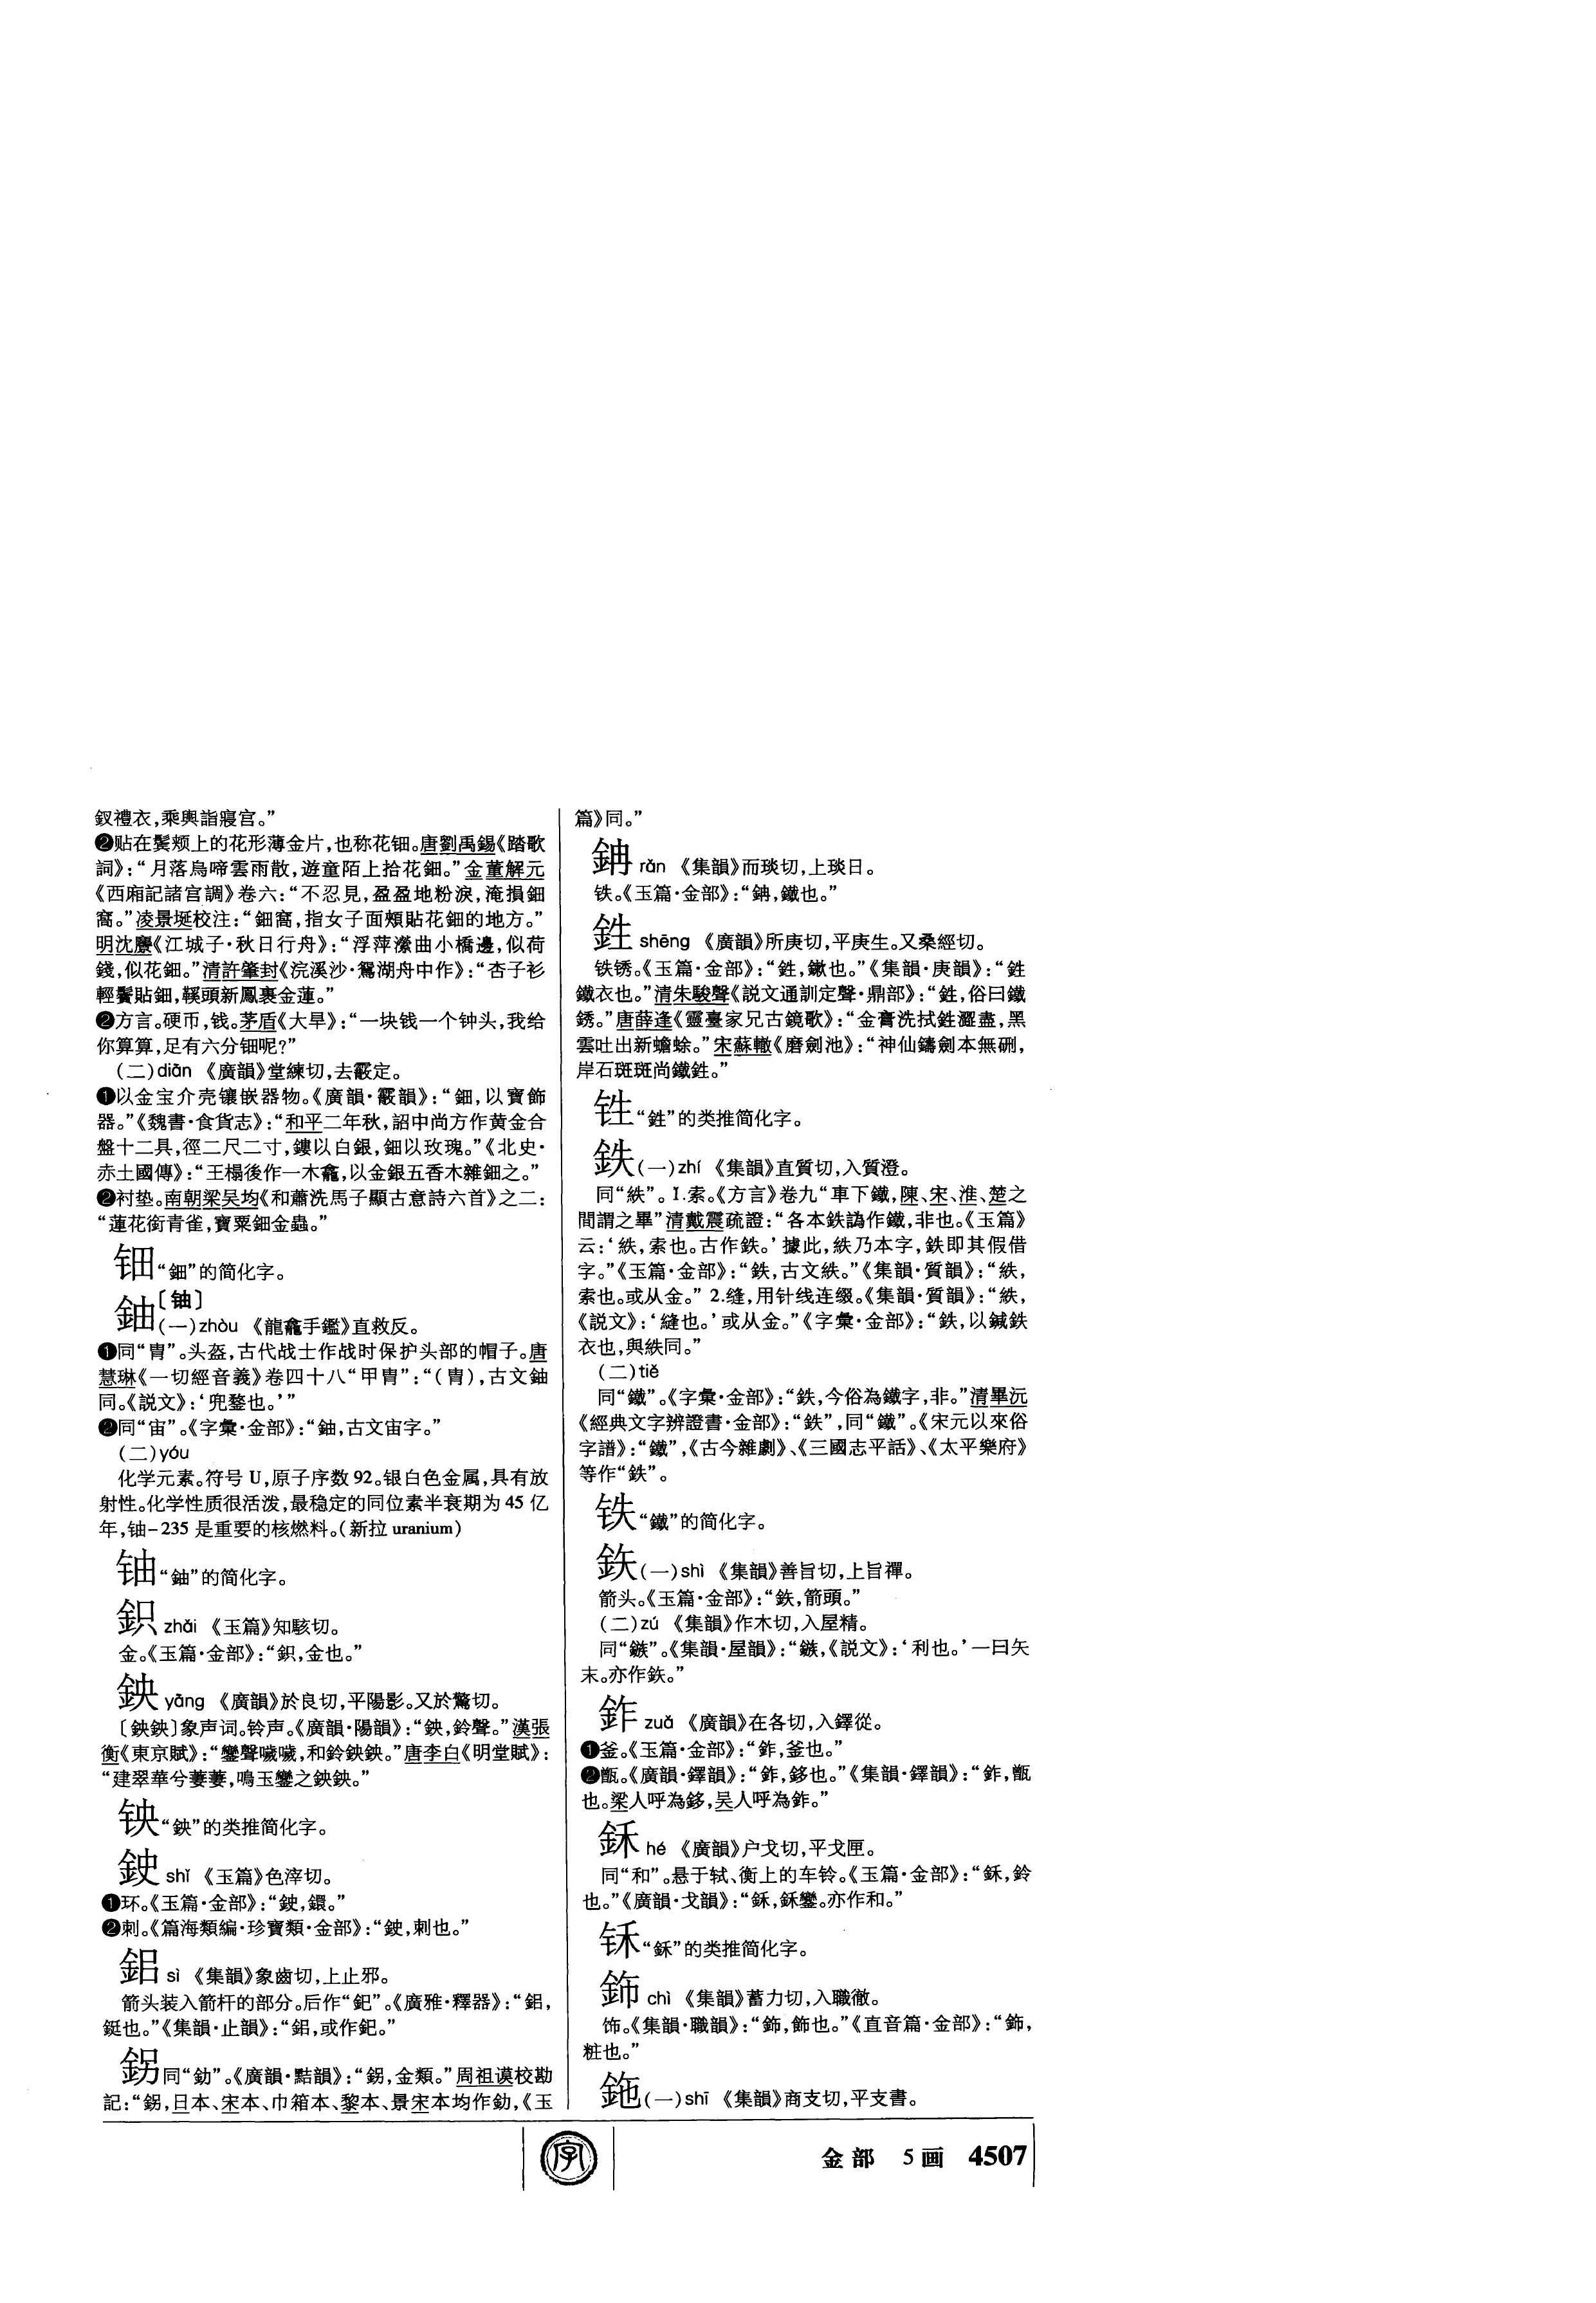 釵禮衣，乘輿詣寢宫。”
❷贴在鬓颊上的花形薄金片，也称花钿。唐劉禹錫《踏歌
詞》：“月落烏啼雲雨散，遊童陌上拾花鈿。”金董解元
《西廂記諸宫調》卷六：“不忍見，盈盈地粉淚，淹損鈿
窩。”凌景埏校注：“鈿窩，指女子面頰貼花鈿的地方。”
明沈《江城子·秋日行舟》：“浮萍瀠曲小橋邊，似荷
錢，似花鈿。”清許肇封《浣溪沙·鴛湖舟中作》：“杏子衫
輕鬢貼鈿，鞵頭新鳳裹金蓮。”
❷方言。硬币，钱。茅盾《大旱》：“一块钱一个钟头，我给
你算算，足有六分钿呢？”
（二）diàn 《廣韻》堂練切，去霰定。
❶以金宝介壳镶嵌器物。《廣韻·霰韻》：“鈿，以寶飾
器。”《魏書·食貨志》：“和平二年秋，詔中尚方作黄金合
盤十二具，徑二尺二寸，鏤以白銀，鈿以玫瑰。”《北史·
赤土國傳》：“王榻後作一木龕，以金銀五香木雜鈿之。”
❷衬垫。南朝梁吴均《和蕭洗馬子顯古意詩六首》之二：
“蓮花銜青雀，寶粟鈿金蟲。”
钿“鈿”的简化字。
鈾〔铀〕
（一）zhòu 《龍龕手鑑》直救反。
❶同“胄”。头盔，古代战士作战时保护头部的帽子。唐
慧琳《一切經音義》卷四十八“甲胄”：“（胄），古文鈾
同。《説文》：‘兜鍪也。’”
❷同“宙”。《字彙·金部》：“鈾，古文宙字。”
（二）yóu
化学元素。符号 U，原子序数 92。银白色金属，具有放
射性。化学性质很活泼，最稳定的同位素半衰期为 45 亿
年，铀－235 是重要的核燃料。（新拉 uranium）
铀“鈾”的简化字。
鉙 zhǎi 《玉篇》知駭切。
金。《玉篇·金部》：“鉙，金也。”
鉠 yāng 《廣韻》於良切，平陽影。又於驚切。
〔鉠鉠〕象声词。铃声。《廣韻·陽韻》：“鉠，鈴聲。”漢張
衡《東京賦》：“鑾聲噦噦，和鈴鉠鉠。”唐李白《明堂賦》：
“建翠華兮萋萋，鳴玉鑾之鉠鉠。”
𫓭“鉠”的类推简化字。
鉂 shǐ 《玉篇》色滓切。
❶环。《玉篇·金部》：“鉂，鐶。”
❷刺。《篇海類編·珍寶類·金部》：“鉂，刺也。”
鋁 sì 《集韻》象齒切，上止邪。
箭头装入箭杆的部分。后作“鈻”。《廣雅·釋器》：“鋁，
鋌也。”《集韻·止韻》：“鋁，或作鈻。”
𨥨同“𨥑”。《廣韻·黠韻》：“𨥨，金類。”周祖谟校勘
記：“𨥨，日本、宋本、巾箱本、黎本、景宋本均作𨥑，《玉
篇》同。”
𨥷 rǎn 《集韻》而琰切，上琰日。
铁。《玉篇·金部》：“𨥷，鐵也。”
鉎 shēng 《廣韻》所庚切，平庚生。又桑經切。
铁锈。《玉篇·金部》：“鉎，鏉也。”《集韻·庚韻》：“鉎
鐵衣也。”清朱駿聲《説文通訓定聲·鼎部》：“鉎，俗曰鐵
銹。”唐薛逢《靈臺家兄古鏡歌》：“金膏洗拭鉎澀盡，黑
雲吐出新蟾蜍。”宋蘇轍《磨劍池》：“神仙鑄劍本無硎，
岸石斑斑尚鐵鉎。”
𨱂“鉎”的类推简化字。
鉄（一）zhí 《集韻》直質切，入質澄。
同“紩”。1.索。《方言》卷九“車下鐵，陳、宋、淮、楚之
間謂之畢”清戴震疏證：“各本鉄譌作鐵，非也。《玉篇》
云：‘紩，索也。古作鉄。’據此，紩乃本字，鉄即其假借
字。”《玉篇·金部》：“鉄，古文紩。”《集韻·質韻》：“紩，
索也。或从金。” 2.缝，用针线连缀。《集韻·質韻》：“紩，
《説文》：‘縫也。’或从金。”《字彙·金部》：“鉄，以鍼鉄
衣也，與紩同。”
（二）tiě
同“鐵”。《字彙·金部》：“鉄，今俗為鐵字，非。”清畢沅
《經典文字辨證書·金部》：“鉄”，同“鐵”。《宋元以來俗
字譜》：“鐵”，《古今雜劇》、《三國志平話》、《太平樂府》
等作“鉄”。
铁“鐵”的简化字。
鉃（一）shì 《集韻》善旨切，上旨禪。
箭头。《玉篇·金部》：“鉃，箭頭。”
（二）zú 《集韻》作木切，入屋精。
同“鏃”。《集韻·屋韻》：“鏃，《説文》：‘利也。’一曰矢
末。亦作鉃。”
鈼 zuó 《廣韻》在各切，入鐸從。
❶釜。《玉篇·金部》：“鈼，釜也。”
❷甑。《廣韻·鐸韻》：“鈼，鉹也。”《集韻·鐸韻》：“鈼，甑
也。梁人呼為鉹，吴人呼為鈼。”
鉌 hé 《廣韻》户戈切，平戈匣。
同“和”。悬于轼、衡上的车铃。《玉篇·金部》：“鉌，鈴
也。”《廣韻·戈韻》：“鉌，鉌鑾。亦作和。”
𫓮“鉌”的类推简化字。
鉓 chì 《集韻》蓄力切，入職徹。
饰。《集韻·職韻》：“鉓，飾也。”《直音篇·金部》：“鉓，
粧也。”
鉇（一）shī 《集韻》商支切，平支書。
字
金部 5画 4507